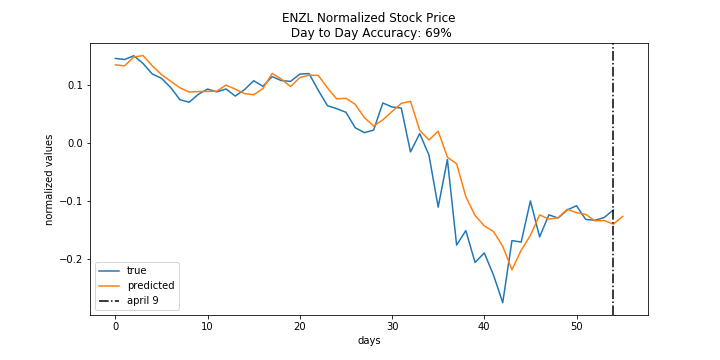 ENZL Normalized Stock Price
Day to Day Accuracy: 69%
normalized values
0.1
0.0
−0.1
−0.2
true
predicted
april 9
0 10 20 30 40 50
days